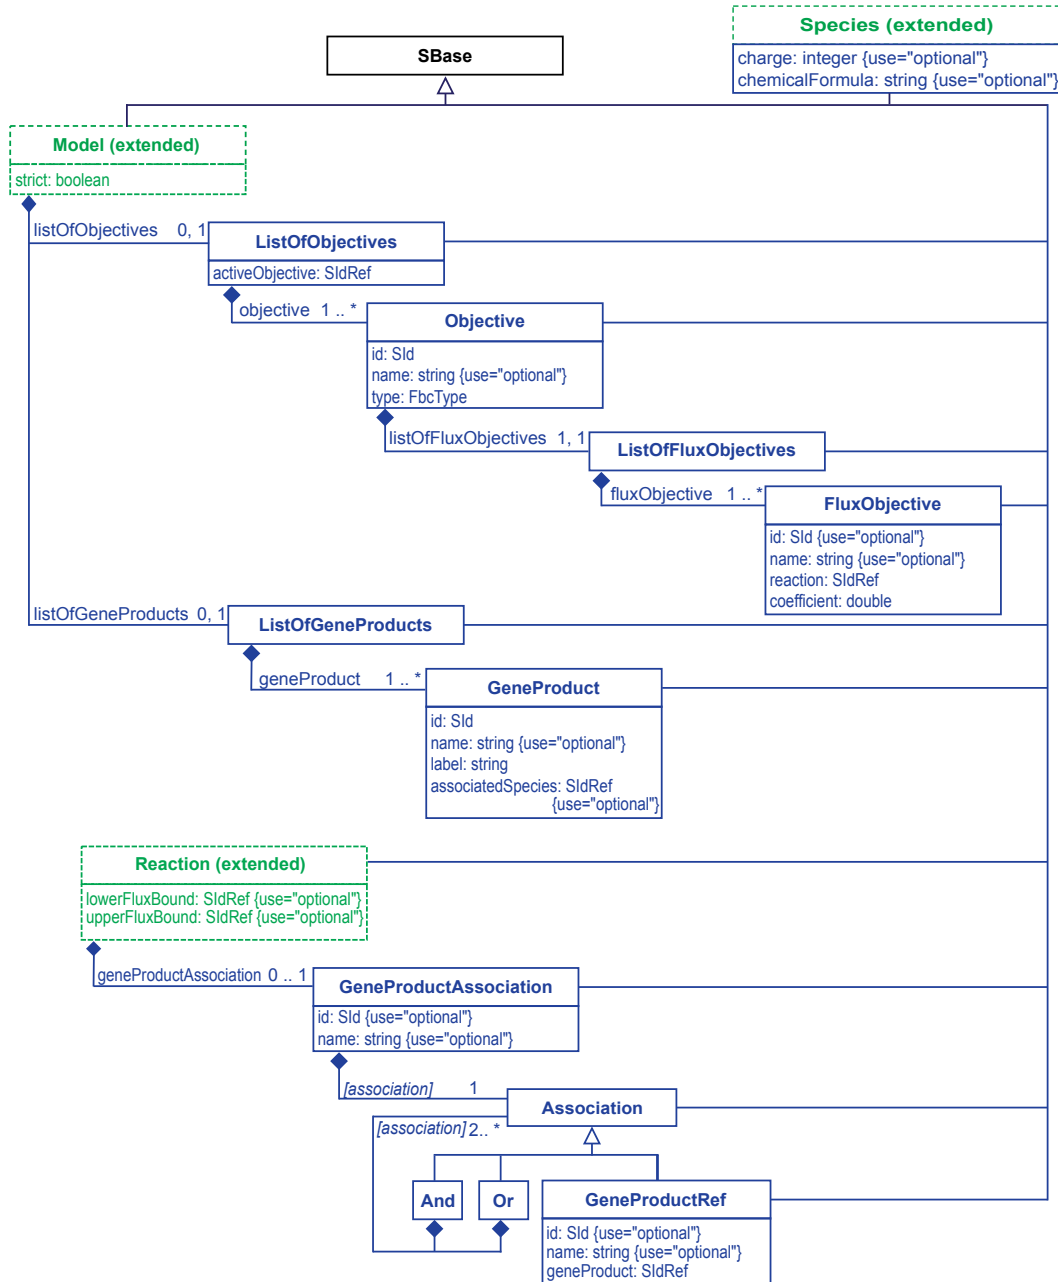 Species (extended)
charge: integer {use="optional"}
chemicalFormula: string {use="optional"}
SBase
Model (extended)
strict: boolean
listOfObjectives 0, 1
ListOfObjectives
activeObjective: SIdRef
objective 1 .. *
Objective
id: SId
name: string {use="optional"}
type: FbcType
listOfFluxObjectives 1, 1
ListOfFluxObjectives
fluxObjective 1 .. *
FluxObjective
id: SId {use="optional"}
name: string {use="optional"}
reaction: SIdRef
coefficient: double
listOfGeneProducts 0, 1
ListOfGeneProducts
geneProduct 1 .. *
GeneProduct
id: SId
name: string {use="optional"}
label: string
associatedSpecies: SIdRef
{use="optional"}
Reaction (extended)
lowerFluxBound: SIdRef {use="optional"}
upperFluxBound: SIdRef {use="optional"}
geneProductAssociation 0 .. 1
GeneProductAssociation
id: SId {use="optional"}
name: string {use="optional"}
[association] 1
Association
[association] 2.. *
And
Or
GeneProductRef
id: SId {use="optional"}
name: string {use="optional"}
geneProduct: SIdRef